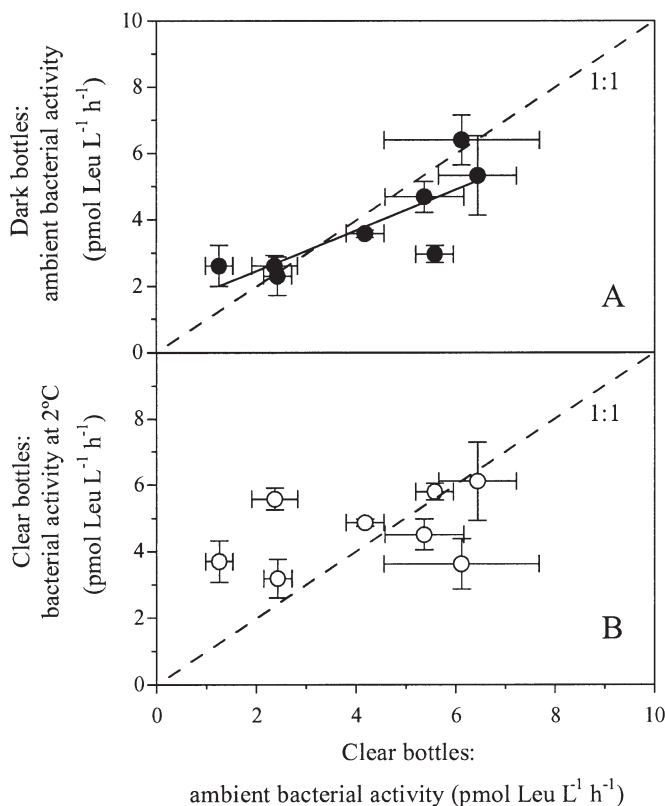 10
8
6
4
2
0
Dark bottles:
ambient bacterial activity
(pmol Leu L⁻¹ h⁻¹)
1:1
A
8
6
4
2
0
Clear bottles:
bacterial activity at 2ºC
(pmol Leu L⁻¹ h⁻¹)
1:1
B
0 2 4 6 8 10
Clear bottles:
ambient bacterial activity (pmol Leu L⁻¹ h⁻¹)